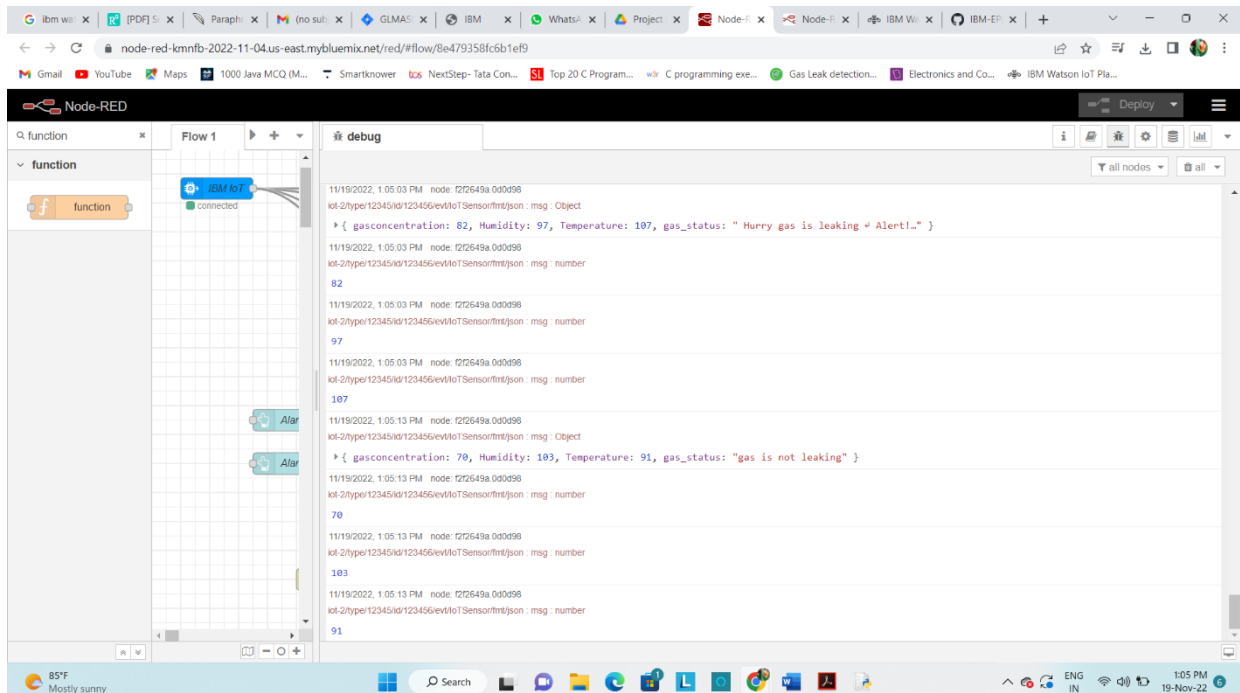 ibm wat
[PDF] S
Paraph
(no sub
GLMAS
IBM
WhatsA
Project
Node-R
Node-R
IBM W
IBM-EP
node-red-kmnfb-2022-11-04.us-east.mybluemix.net/red/#flow/8e479358fc6b1ef9
Gmail YouTube Maps 1000 Java MCQ (M... Smartknower NextStep- Tata Con... Top 20 C Program... C programming exe... Gas Leak detection... Electronics and Co... IBM Watson IoT Pla...
Node-RED
Deploy
function
Flow 1
debug
function
all nodes
all
function
IBM IoT
connected
Alar
Alar
11/19/2022, 1:05:03 PM node: f2f2649a.0d0d98
iot-2/type/12345/id/123456/evt/IoTSensor/fmt/json : msg : Object
{ gasconcentration: 82, Humidity: 97, Temperature: 107, gas_status: " Hurry gas is leaking ↵ Alert!…" }
11/19/2022, 1:05:03 PM node: f2f2649a.0d0d98
iot-2/type/12345/id/123456/evt/IoTSensor/fmt/json : msg : number
82
11/19/2022, 1:05:03 PM node: f2f2649a.0d0d98
iot-2/type/12345/id/123456/evt/IoTSensor/fmt/json : msg : number
97
11/19/2022, 1:05:03 PM node: f2f2649a.0d0d98
iot-2/type/12345/id/123456/evt/IoTSensor/fmt/json : msg : number
107
11/19/2022, 1:05:13 PM node: f2f2649a.0d0d98
iot-2/type/12345/id/123456/evt/IoTSensor/fmt/json : msg : Object
{ gasconcentration: 70, Humidity: 103, Temperature: 91, gas_status: "gas is not leaking" }
11/19/2022, 1:05:13 PM node: f2f2649a.0d0d98
iot-2/type/12345/id/123456/evt/IoTSensor/fmt/json : msg : number
70
11/19/2022, 1:05:13 PM node: f2f2649a.0d0d98
iot-2/type/12345/id/123456/evt/IoTSensor/fmt/json : msg : number
103
11/19/2022, 1:05:13 PM node: f2f2649a.0d0d98
iot-2/type/12345/id/123456/evt/IoTSensor/fmt/json : msg : number
91
85°F
Mostly sunny
Search
ENG
IN
1:05 PM
19-Nov-22
6